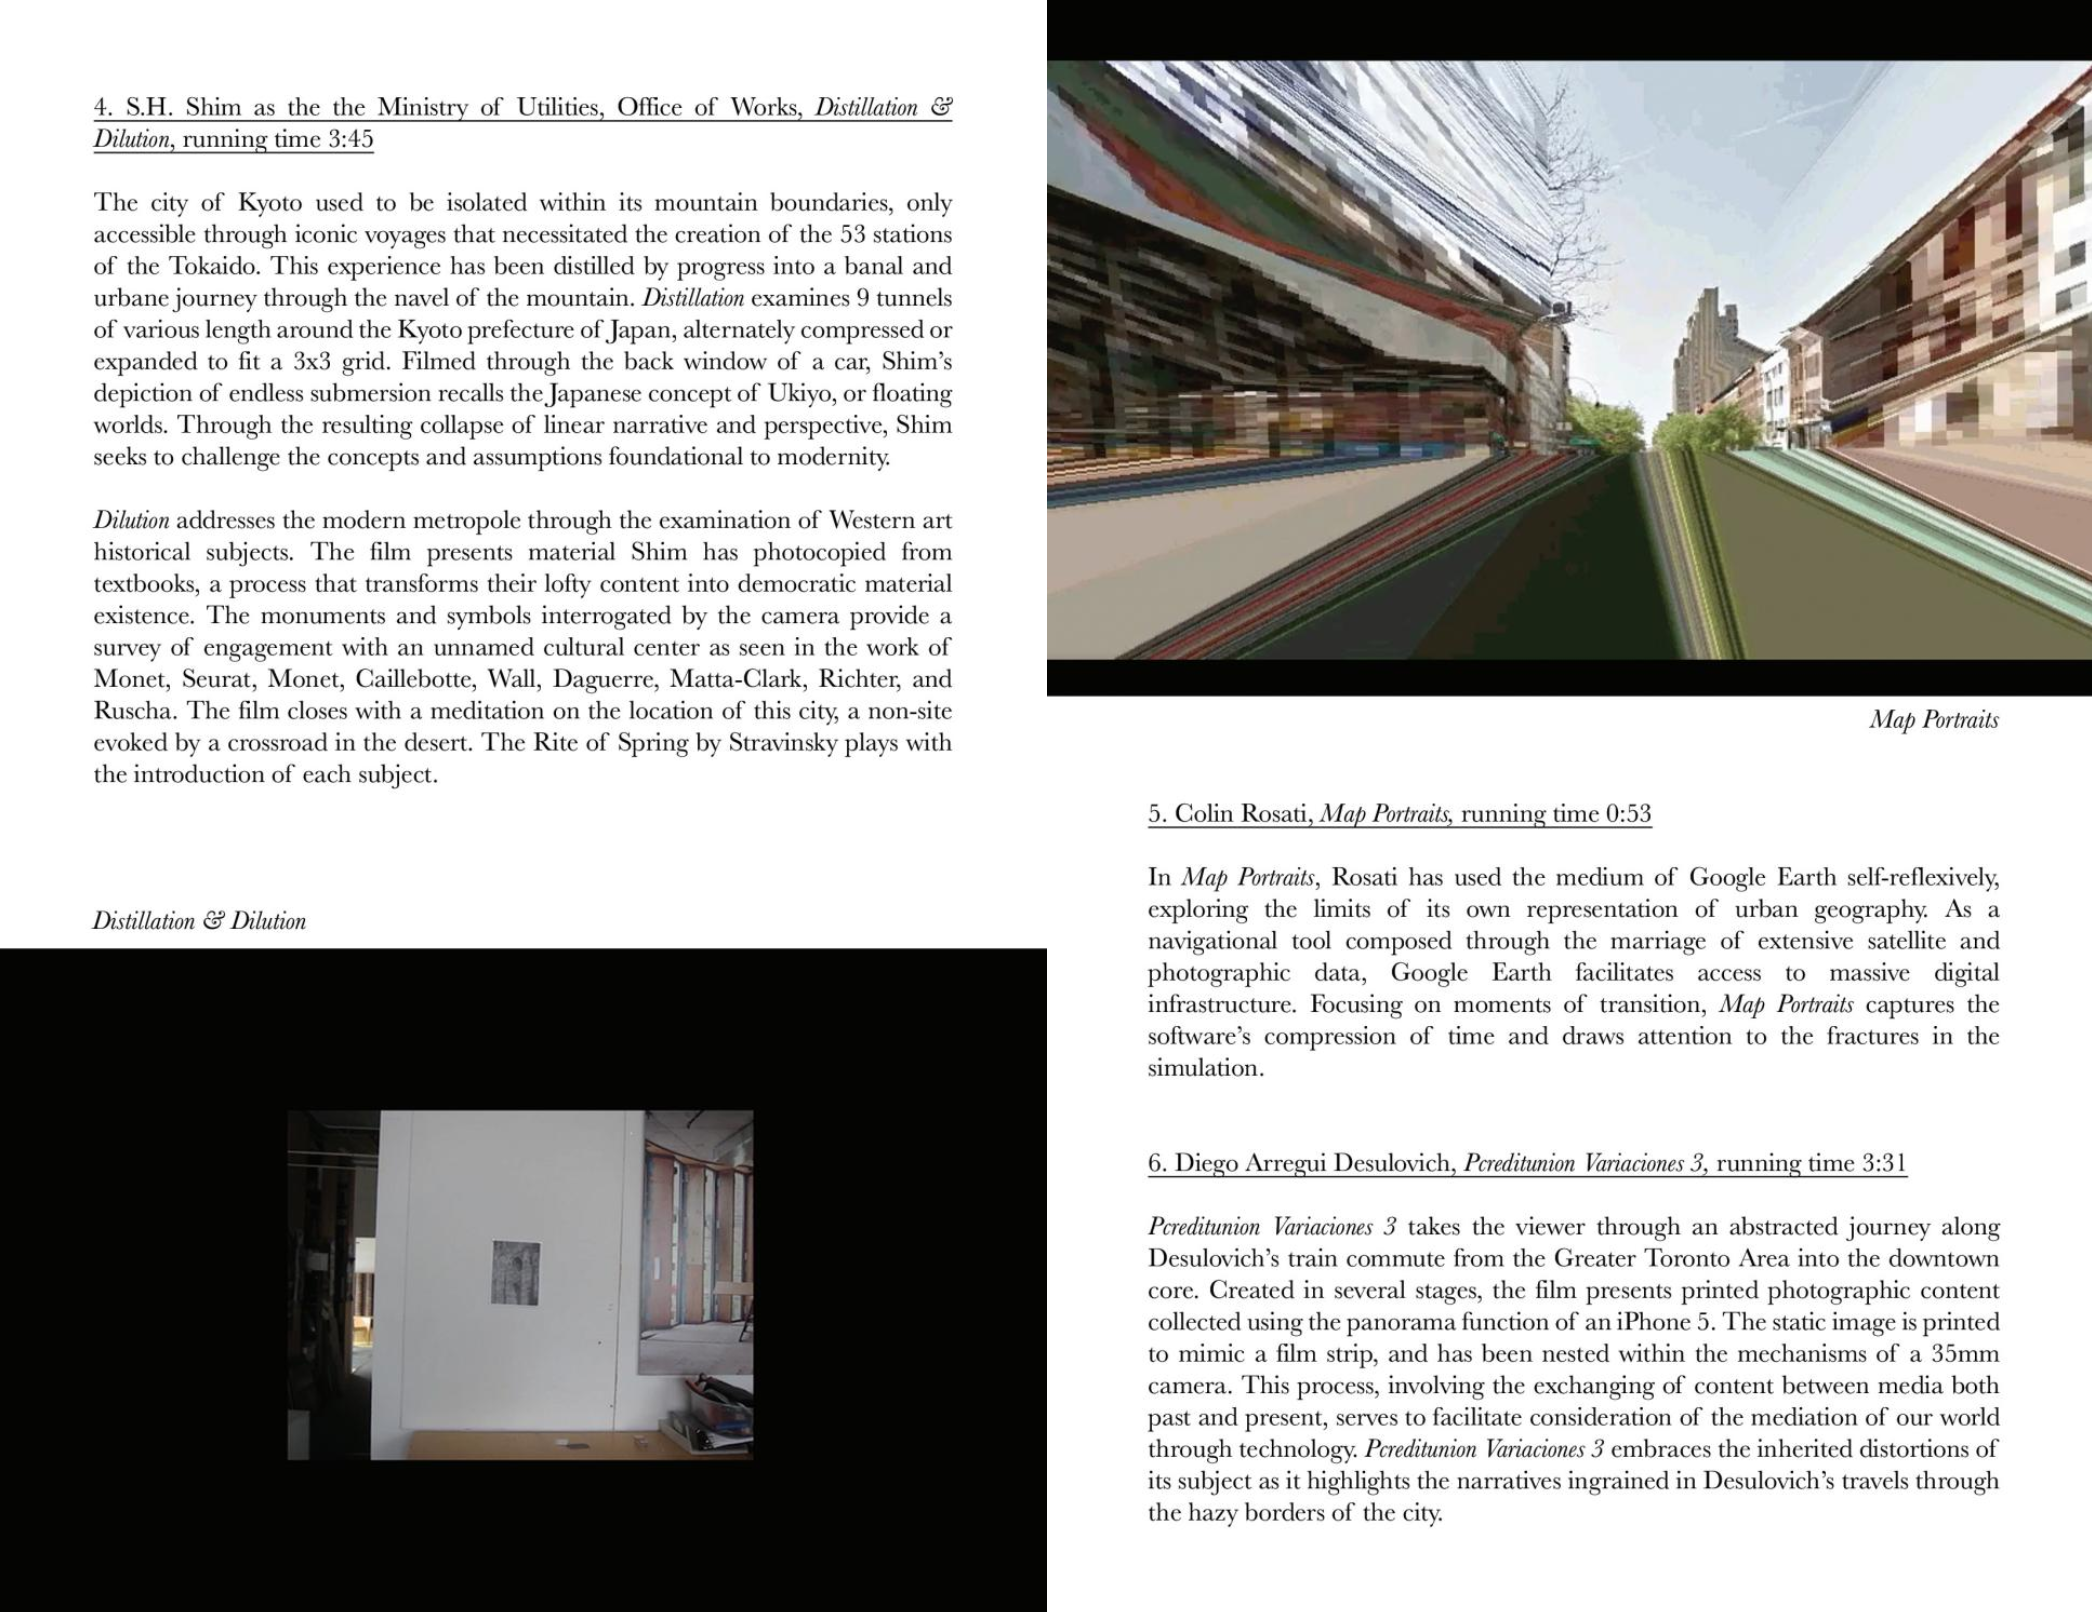 4. S.H. Shim as the the Ministry of Utilities, Office of Works, Distillation &
Dilution, running time 3:45
The city of Kyoto used to be isolated within its mountain boundaries, only
accessible through iconic voyages that necessitated the creation of the 53 stations
of the Tokaido. This experience has been distilled by progress into a banal and
urbane journey through the navel of the mountain. Distillation examines 9 tunnels
of various length around the Kyoto prefecture of Japan, alternately compressed or
expanded to fit a 3x3 grid. Filmed through the back window of a car, Shim’s
depiction of endless submersion recalls the Japanese concept of Ukiyo, or floating
worlds. Through the resulting collapse of linear narrative and perspective, Shim
seeks to challenge the concepts and assumptions foundational to modernity.
Dilution addresses the modern metropole through the examination of Western art
historical subjects. The film presents material Shim has photocopied from
textbooks, a process that transforms their lofty content into democratic material
existence. The monuments and symbols interrogated by the camera provide a
survey of engagement with an unnamed cultural center as seen in the work of
Monet, Seurat, Monet, Caillebotte, Wall, Daguerre, Matta-Clark, Richter, and
Ruscha. The film closes with a meditation on the location of this city, a non-site
evoked by a crossroad in the desert. The Rite of Spring by Stravinsky plays with
the introduction of each subject.
Distillation & Dilution
Map Portraits
5. Colin Rosati, Map Portraits, running time 0:53
In Map Portraits, Rosati has used the medium of Google Earth self-reflexively,
exploring the limits of its own representation of urban geography. As a
navigational tool composed through the marriage of extensive satellite and
photographic data, Google Earth facilitates access to massive digital
infrastructure. Focusing on moments of transition, Map Portraits captures the
software’s compression of time and draws attention to the fractures in the
simulation.
6. Diego Arregui Desulovich, Pcreditunion Variaciones 3, running time 3:31
Pcreditunion Variaciones 3 takes the viewer through an abstracted journey along
Desulovich’s train commute from the Greater Toronto Area into the downtown
core. Created in several stages, the film presents printed photographic content
collected using the panorama function of an iPhone 5. The static image is printed
to mimic a film strip, and has been nested within the mechanisms of a 35mm
camera. This process, involving the exchanging of content between media both
past and present, serves to facilitate consideration of the mediation of our world
through technology. Pcreditunion Variaciones 3 embraces the inherited distortions of
its subject as it highlights the narratives ingrained in Desulovich’s travels through
the hazy borders of the city.